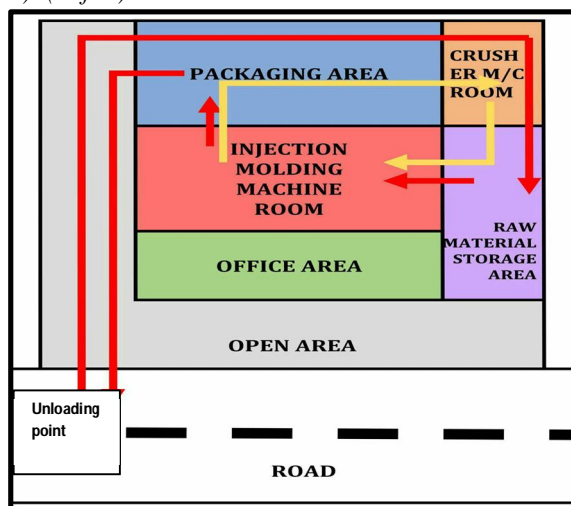 PACKAGING AREA
CRUSH
ER M/C
ROOM
INJECTION
MOLDING
MACHINE
ROOM
RAW
MATERIAL
STORAGE
AREA
OFFICE AREA
OPEN AREA
Unloading
point
ROAD